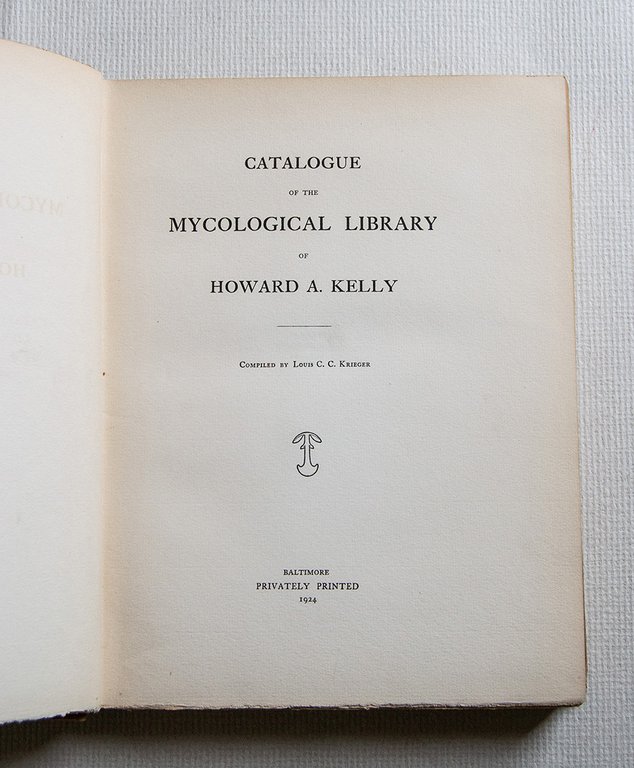 CATALOGUE
OF THE
MYCOLOGICAL LIBRARY
OF
HOWARD A. KELLY
Compiled by Louis C. C. Krieger
BALTIMORE
PRIVATELY PRINTED
1924